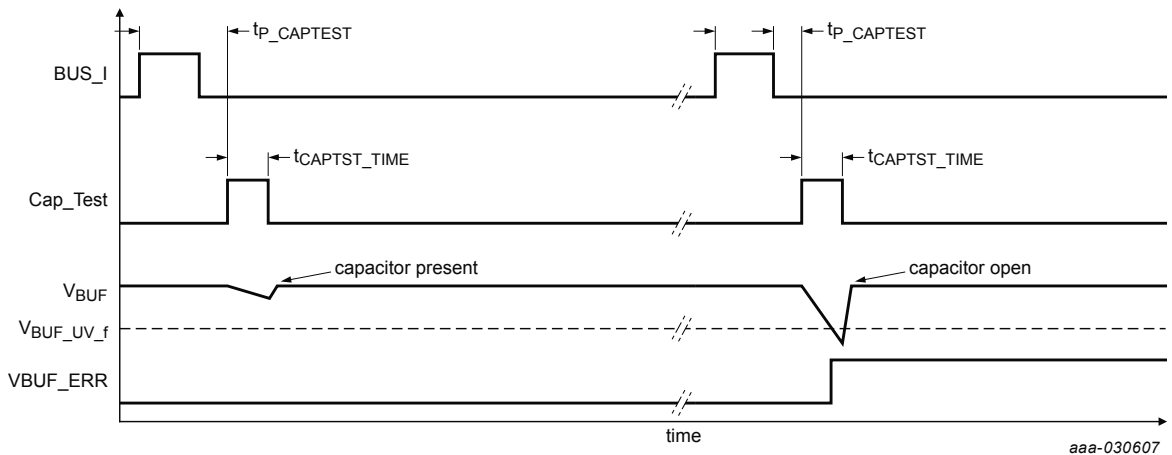 tP_CAPTEST
tP_CAPTEST
BUS_I
tCAPTST_TIME
tCAPTST_TIME
Cap_Test
capacitor present
capacitor open
VBUF
VBUF_UV_f
VBUF_ERR
time
aaa-030607